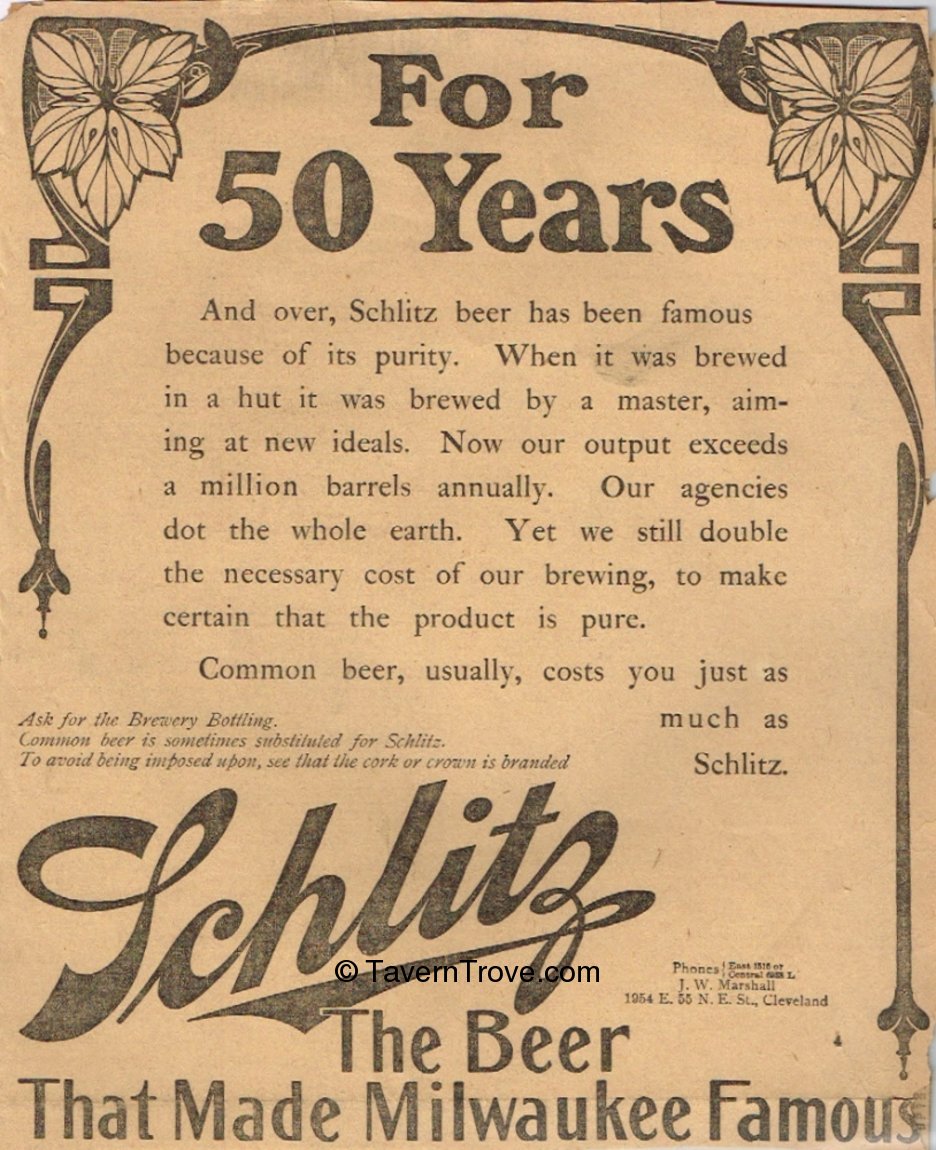 For
50 Years
And over, Schlitz beer has been famous
because of its purity. When it was brewed
in a hut it was brewed by a master, aim-
ing at new ideals. Now our output exceeds
a million barrels annually. Our agencies
dot the whole earth. Yet we still double
the necessary cost of our brewing, to make
certain that the product is pure.
Common beer, usually, costs you just as
much as
Schlitz.
Ask for the Brewery Bottling.
Common beer is sometimes substituted for Schlitz.
To avoid being imposed upon, see that the cork or crown is branded
Schlitz
© TavernTrove.com
Phones East 1516 or
Central L
J. W. Marshall
1954 E. 55 N. E. St., Cleveland
4
The Beer
That Made Milwaukee Famous